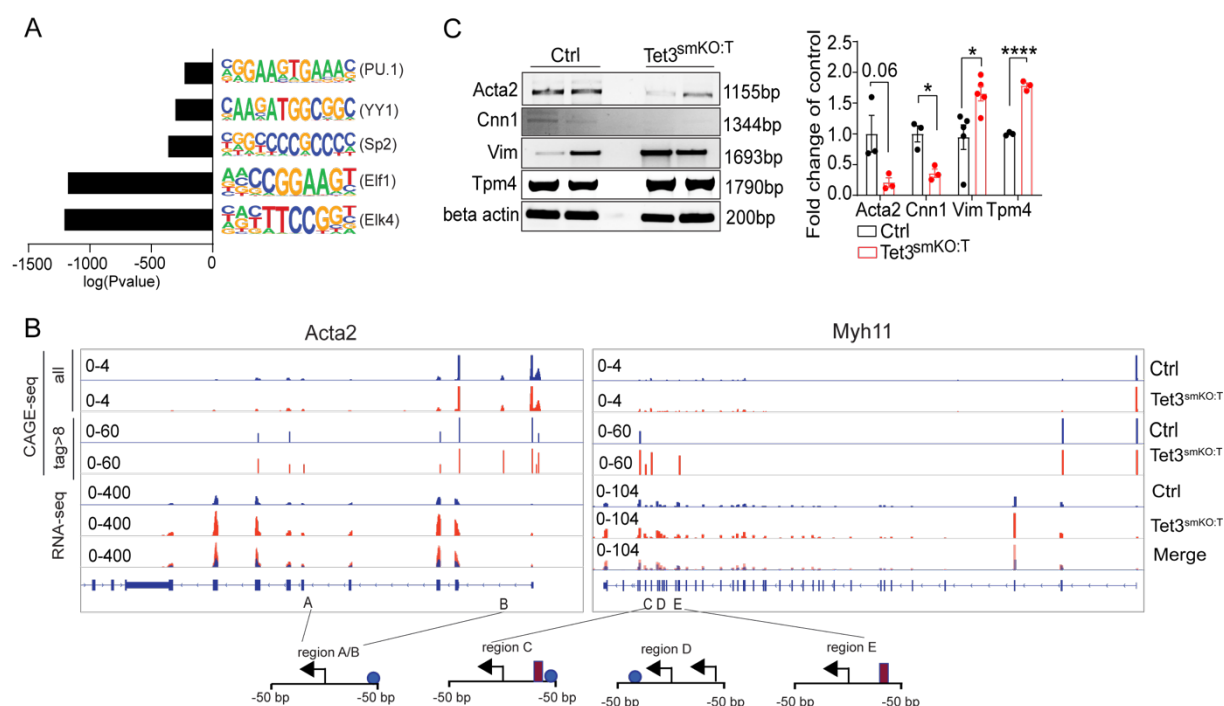 A
(PU.1)
(YY1)
(Sp2)
(Elf1)
(Elk4)
-1500 -1000 -500 0
log(Pvalue)
C
Ctrl Tet3smKO:T
Acta2 1155bp
Cnn1 1344bp
Vim 1693bp
Tpm4 1790bp
beta actin 200bp
Fold change of control
2.5
2.0
1.5
1.0
0.5
0.0
0.06 * * ****
Acta2 Cnn1 Vim Tpm4
Ctrl
Tet3smKO:T
B
Acta2 Myh11
CAGE-seq
all
tag>8
RNA-seq
0-4 0-4 Ctrl
0-4 0-4 Tet3smKO:T
0-60 0-60 Ctrl
0-60 0-60 Tet3smKO:T
0-400 0-104 Ctrl
0-400 0-104 Tet3smKO:T
0-400 0-104 Merge
A B C D E
region A/B region C region D region E
-50 bp -50 bp -50 bp -50 bp -50 bp -50 bp -50 bp -50 bp